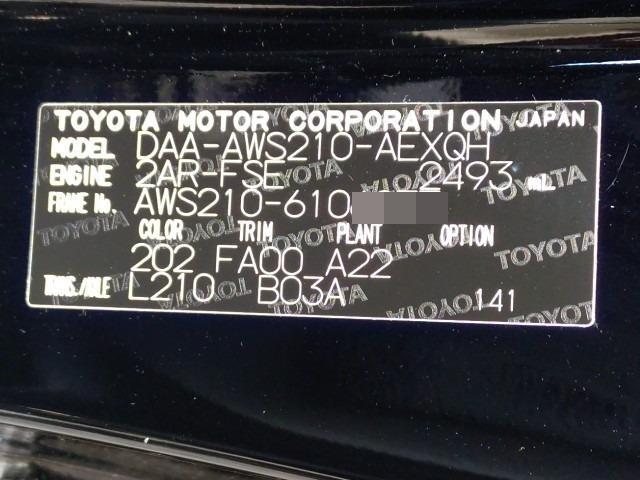 TOYOTA MOTOR CORPORATION JAPAN
MODEL DAA-AWS210-AEXQH
ENGINE 2AR-FSE 2493 mL
FRAME No. AWS210-610
COLOR TRIM PLANT OPTION
202 FA00 A22
TRANS./AXLE L210 B03A 141